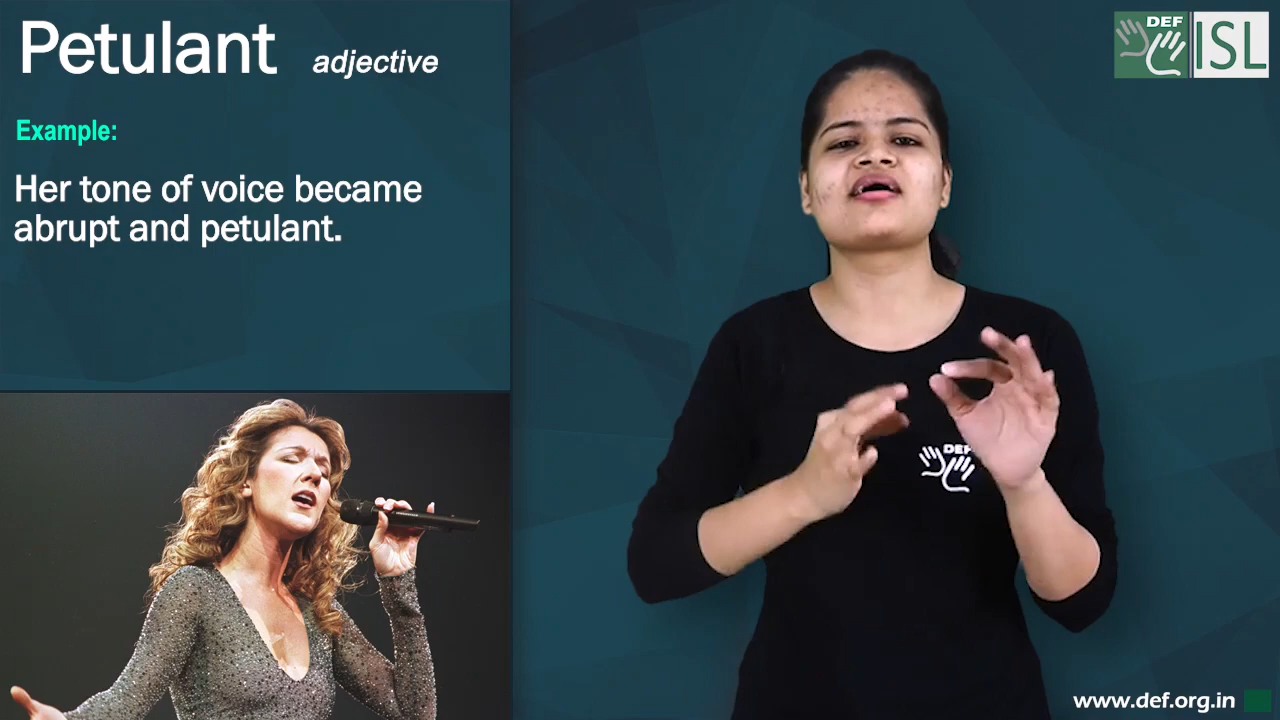 Petulant adjective
Example:
Her tone of voice became
abrupt and petulant.
DEF
ISL
DEF
www.def.org.in